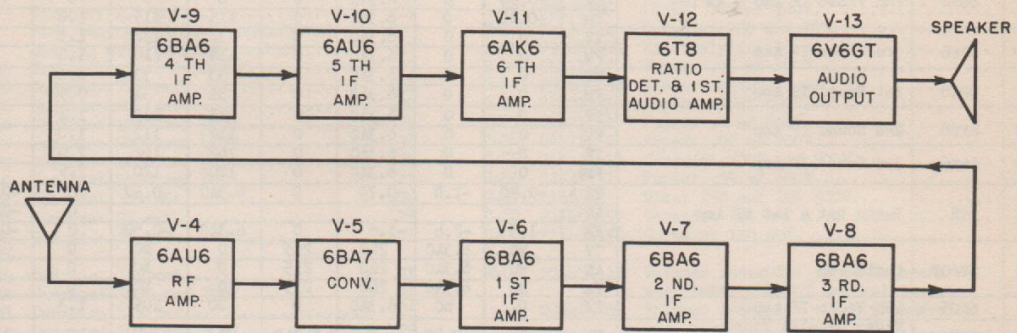 V-9 V-10 V-11 V-12 V-13
SPEAKER
6BA6
4 TH
IF
AMP.
6AU6
5 TH
IF
AMP.
6AK6
6 TH
IF
AMP.
6T8
RATIO
DET. & 1ST.
AUDIO AMP.
6V6GT
AUDIO
OUTPUT
ANTENNA
V-4 V-5 V-6 V-7 V-8
6AU6
RF
AMP.
6BA7
CONV.
6BA6
1 ST
IF
AMP.
6BA6
2 ND.
IF
AMP.
6BA6
3 RD.
IF
AMP.